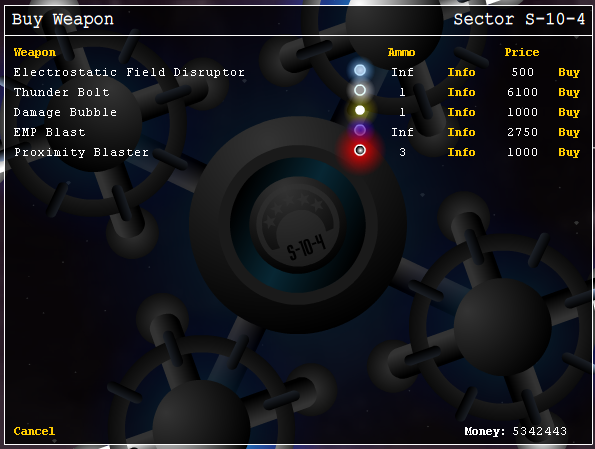 Buy Weapon Sector S-10-4
Weapon Ammo Price
Electrostatic Field Disruptor Inf Info 500 Buy
Thunder Bolt 1 Info 6100 Buy
Damage Bubble 1 Info 1000 Buy
EMP Blast Inf Info 2750 Buy
Proximity Blaster 3 Info 1000 Buy
S-10-4
Cancel Money: 5342443